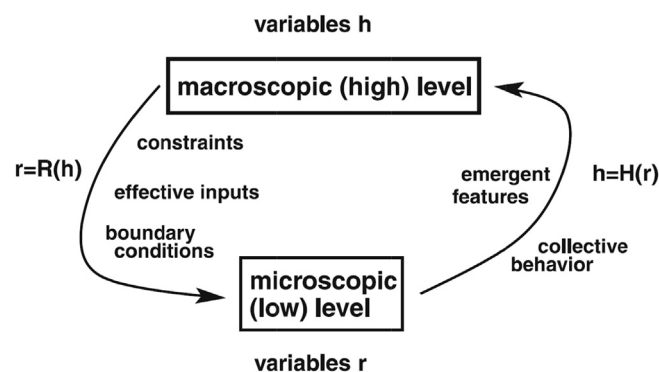 variables h
macroscopic (high) level
constraints
r=R(h)
effective inputs
boundary
conditions
emergent
features
h=H(r)
collective
behavior
microscopic
(low) level
variables r